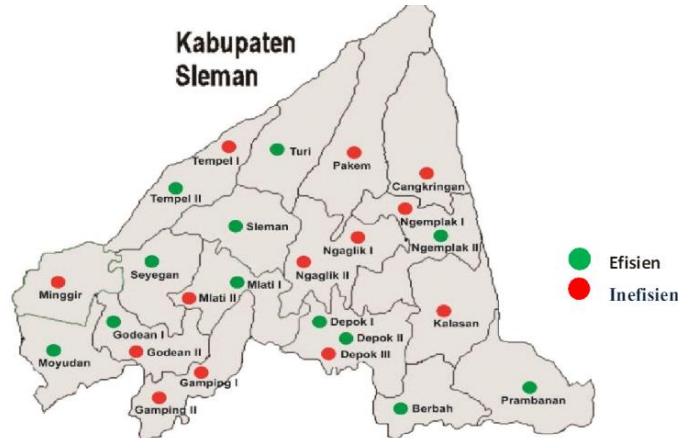 Kabupaten
Sleman
Tempel I
Turi
Pakem
Cangkringan
Tempel II
Ngemplak I
Sleman
Ngaglik I
Ngemplak II
Seyegan
Ngaglik II
Efisien
Minggir
Mlati I
Mlati II
Inefisien
Godean I
Depok I
Kalasan
Depok II
Moyudan
Godean II
Depok III
Gamping I
Gamping II
Berbah
Prambanan